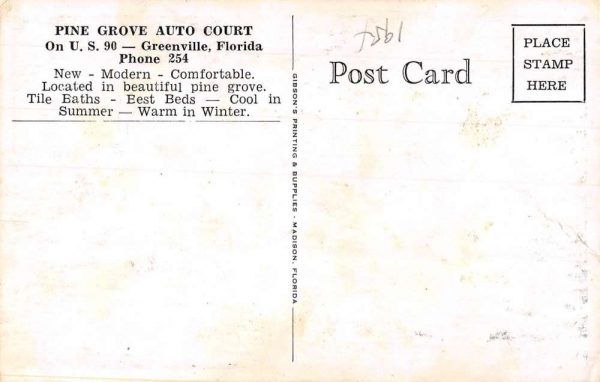 PINE GROVE AUTO COURT
On U. S. 90 — Greenville, Florida
Phone 254
New - Modern - Comfortable.
Located in beautiful pine grove.
Tile Baths - Best Beds — Cool in
Summer — Warm in Winter.
GIBSON'S PRINTING & SUPPLIES - MADISON, FLORIDA
Post Card
PLACE
STAMP
HERE